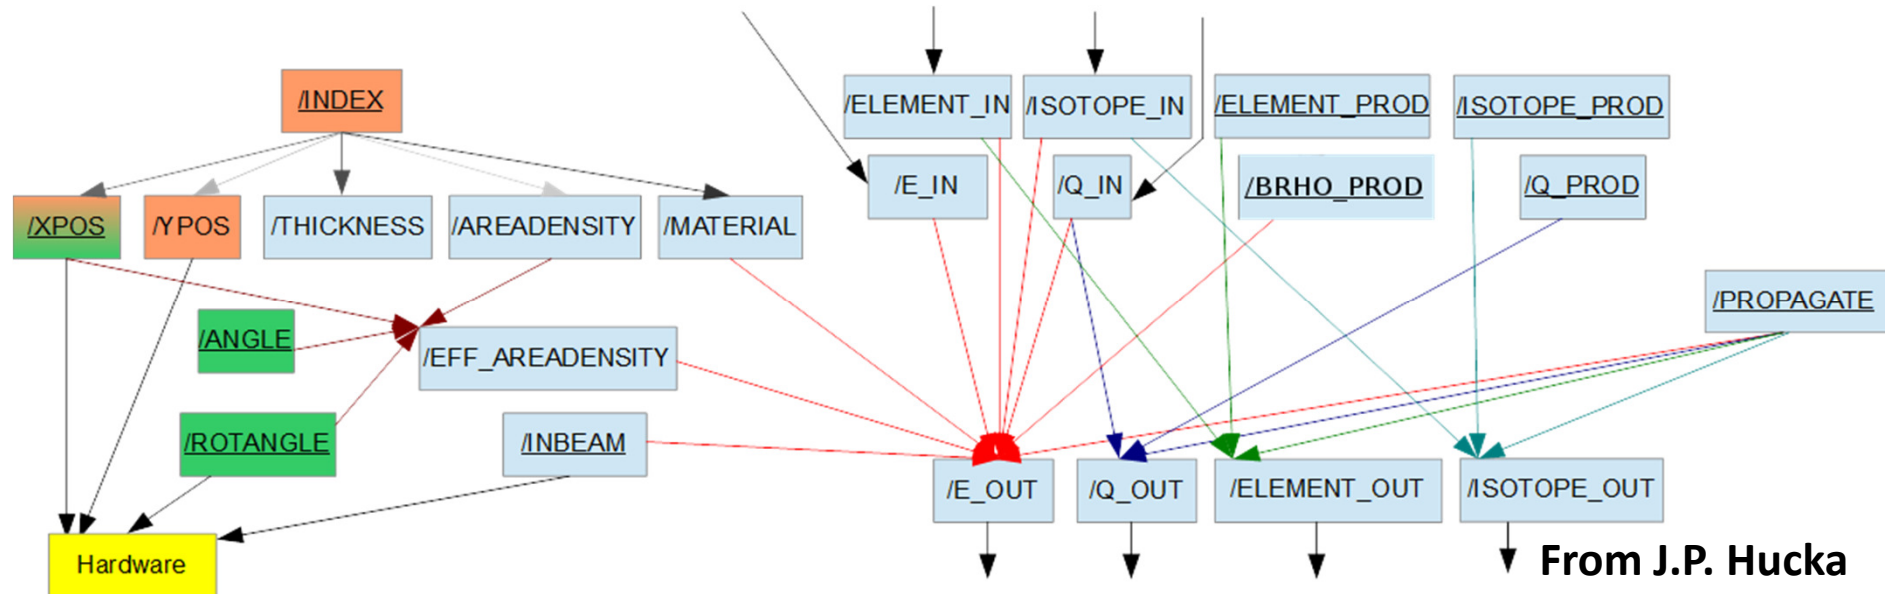 /INDEX
/ELEMENT_IN
/ISOTOPE_IN
/ELEMENT_PROD
/ISOTOPE_PROD
/E_IN
/Q_IN
/BRHO_PROD
/Q_PROD
/XPOS
/YPOS
/THICKNESS
/AREADENSITY
/MATERIAL
/PROPAGATE
/ANGLE
/EFF_AREADENSITY
/ROTANGLE
/INBEAM
/E_OUT
/Q_OUT
/ELEMENT_OUT
/ISOTOPE_OUT
Hardware
From J.P. Hucka